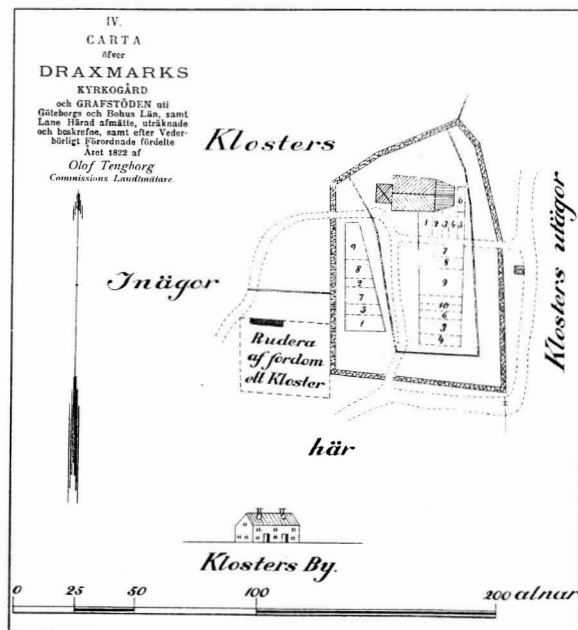 IV.
CARTA
öfver
DRAXMARKS
KYRKOGÅRD
och GRAFSTÖDEN uti
Göteborgs och Bohus Län, samt
Lane Härad afmätte, uträknade
och beskrefne, samt efter Veder-
börligt Förordnade fördelte
Året 1822 af
Olof Tengborg
Commissions Landtmätare.
Klosters
Inägor
Klosters utägor
6
1 2 3 4 5
7
8
9
10
6
3
4
9
8
2
7
5
1
Rudera
af fordom
ett Kloster
här
Klosters By.
0 25 50 100 200 alnar